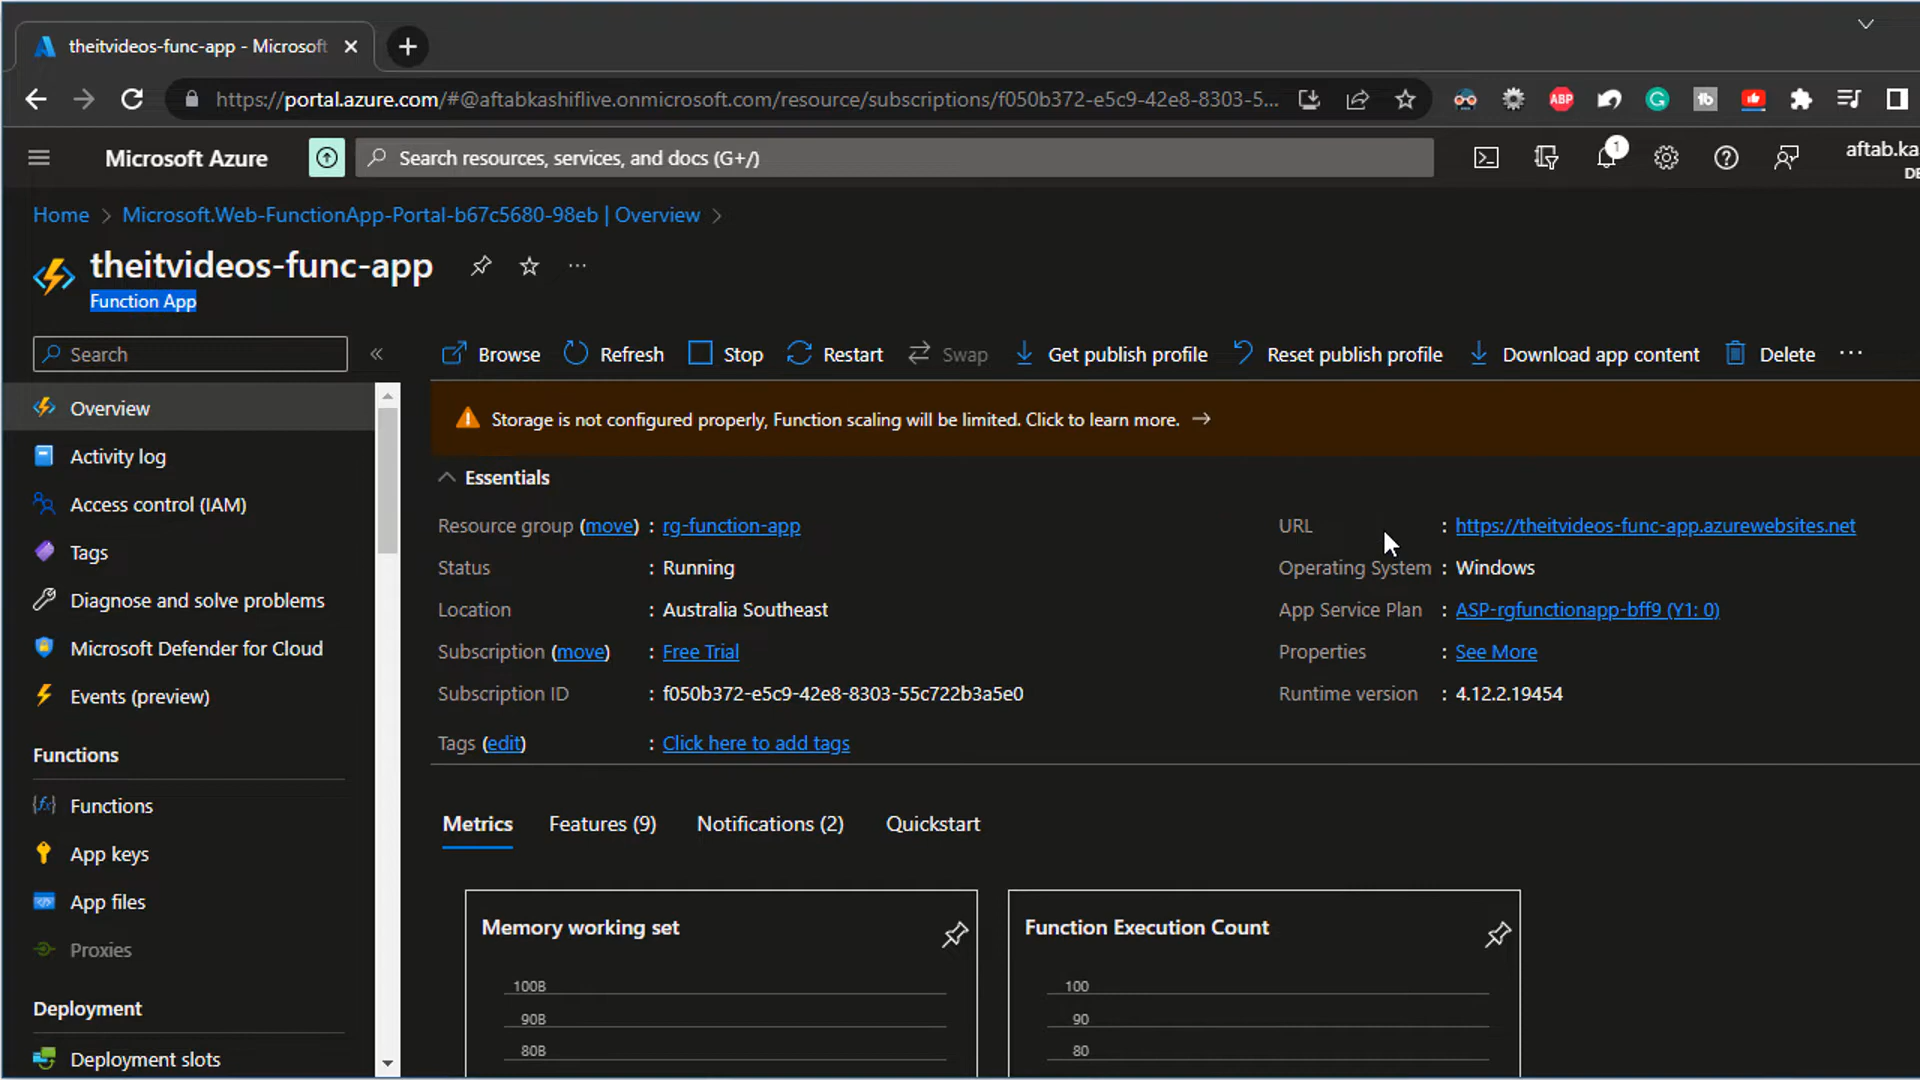 theitvideos-func-app - Microsoft
https://portal.azure.com/#@aftabkashiflive.onmicrosoft.com/resource/subscriptions/f050b372-e5c9-42e8-8303-5...
ABP
Microsoft Azure
Search resources, services, and docs (G+/)
1
aftab.ka
DE
Home > Microsoft.Web-FunctionApp-Portal-b67c5680-98eb | Overview >
theitvideos-func-app
Function App
Search
«
Browse
Refresh
Stop
Restart
Swap
Get publish profile
Reset publish profile
Download app content
Delete
Overview
Activity log
Access control (IAM)
Tags
Diagnose and solve problems
Microsoft Defender for Cloud
Events (preview)
Functions
Functions
App keys
App files
Proxies
Deployment
Deployment slots
Storage is not configured properly, Function scaling will be limited. Click to learn more. →
Essentials
Resource group (move) : rg-function-app
Status : Running
Location : Australia Southeast
Subscription (move) : Free Trial
Subscription ID : f050b372-e5c9-42e8-8303-55c722b3a5e0
Tags (edit) : Click here to add tags
URL : https://theitvideos-func-app.azurewebsites.net
Operating System : Windows
App Service Plan : ASP-rgfunctionapp-bff9 (Y1: 0)
Properties : See More
Runtime version : 4.12.2.19454
Metrics
Features (9)
Notifications (2)
Quickstart
Memory working set
100B
90B
80B
Function Execution Count
100
90
80